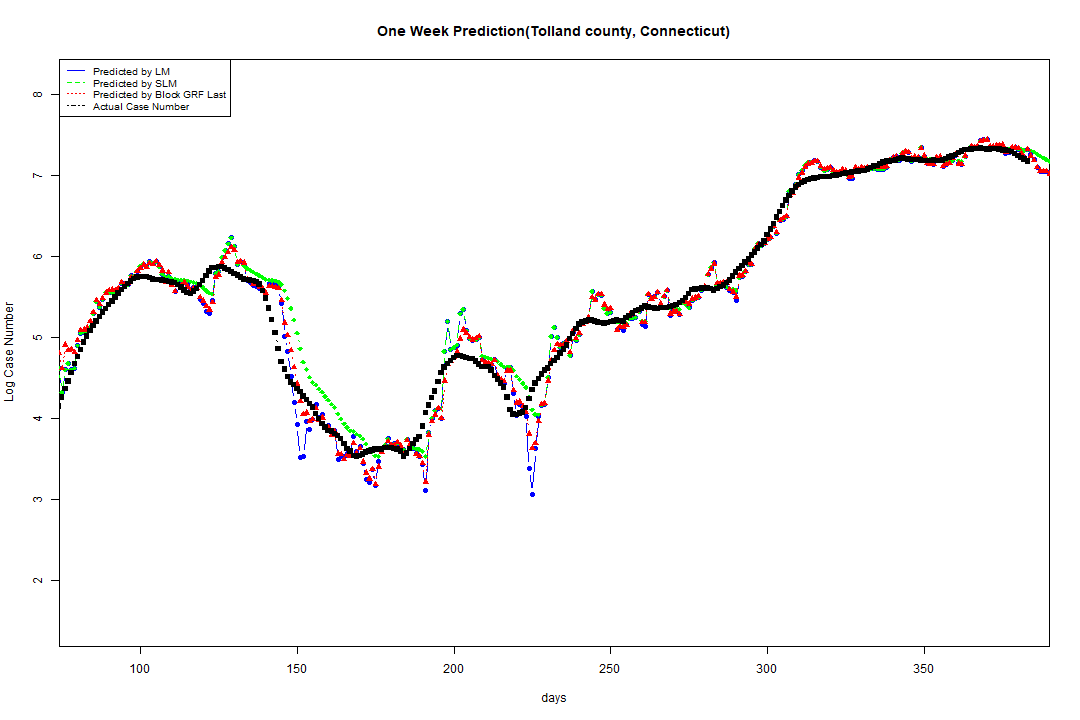 One Week Prediction(Tolland county, Connecticut)
Predicted by LM
Predicted by SLM
Predicted by Block GRF Last
Actual Case Number
8
7
6
5
4
3
2
Log Case Number
100 150 200 250 300 350
days